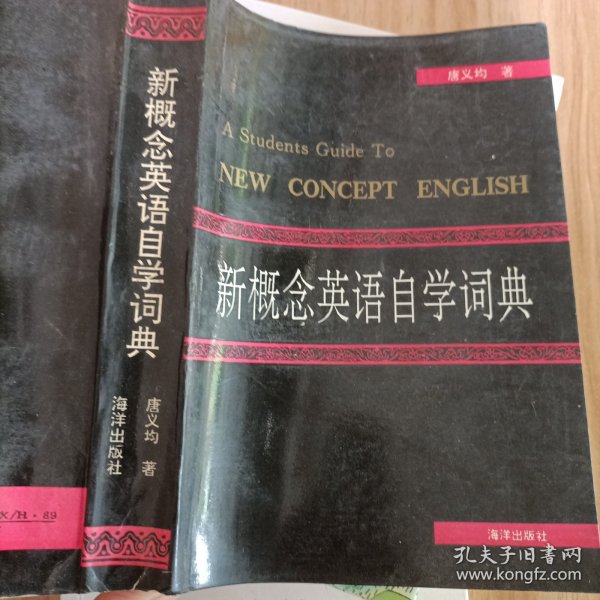 新概念英语自学词典
唐义均 著
海洋出版社
X/H·89
唐义均 著
A Students Guide To
NEW CONCEPT ENGLISH
新概念英语自学词典
海洋出版社
孔夫子旧书网
www.kongfz.com